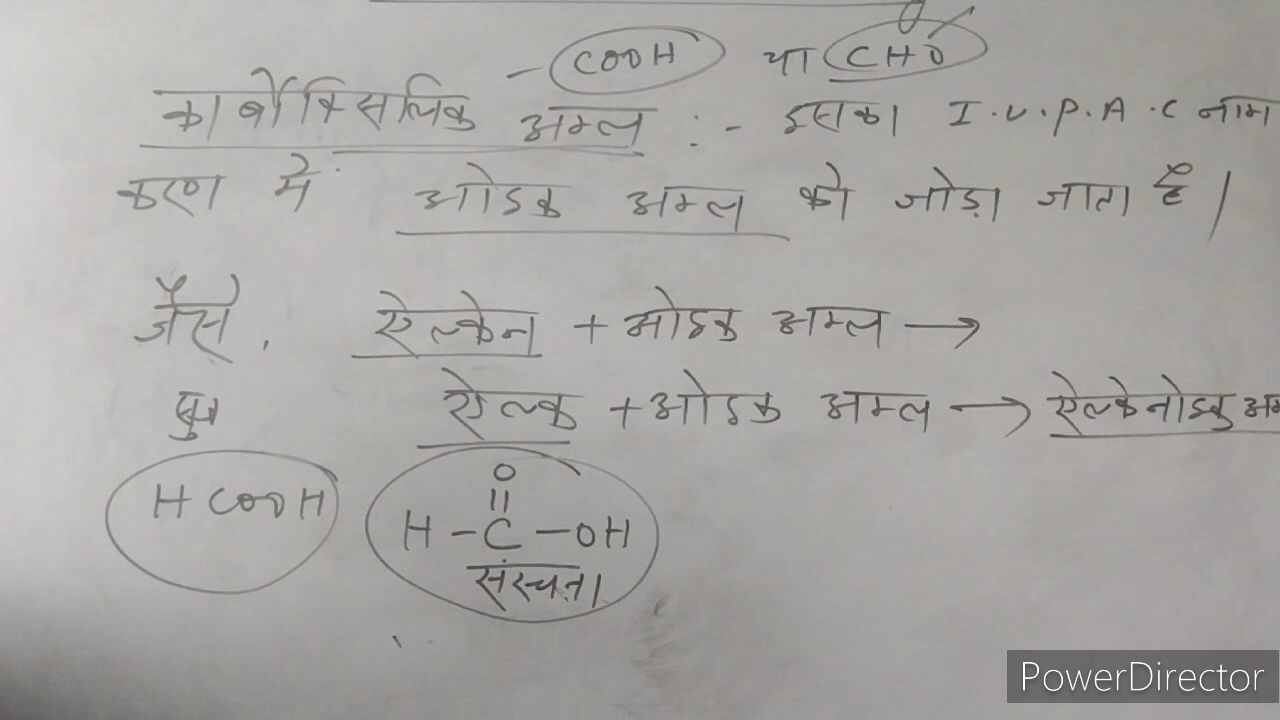 - COOH या CHO
कार्बोक्सिलिक अम्ल :- इसका I.U.P.A.C नाम
करण में ओइक अम्ल को जोड़ा जाता है।
जैसे, ऐल्केन + ओइक अम्ल →
ऐल्क + ओइक अम्ल → ऐल्केनोइक अम
HCOOH
O
||
H - C - OH
संरचना
PowerDirector